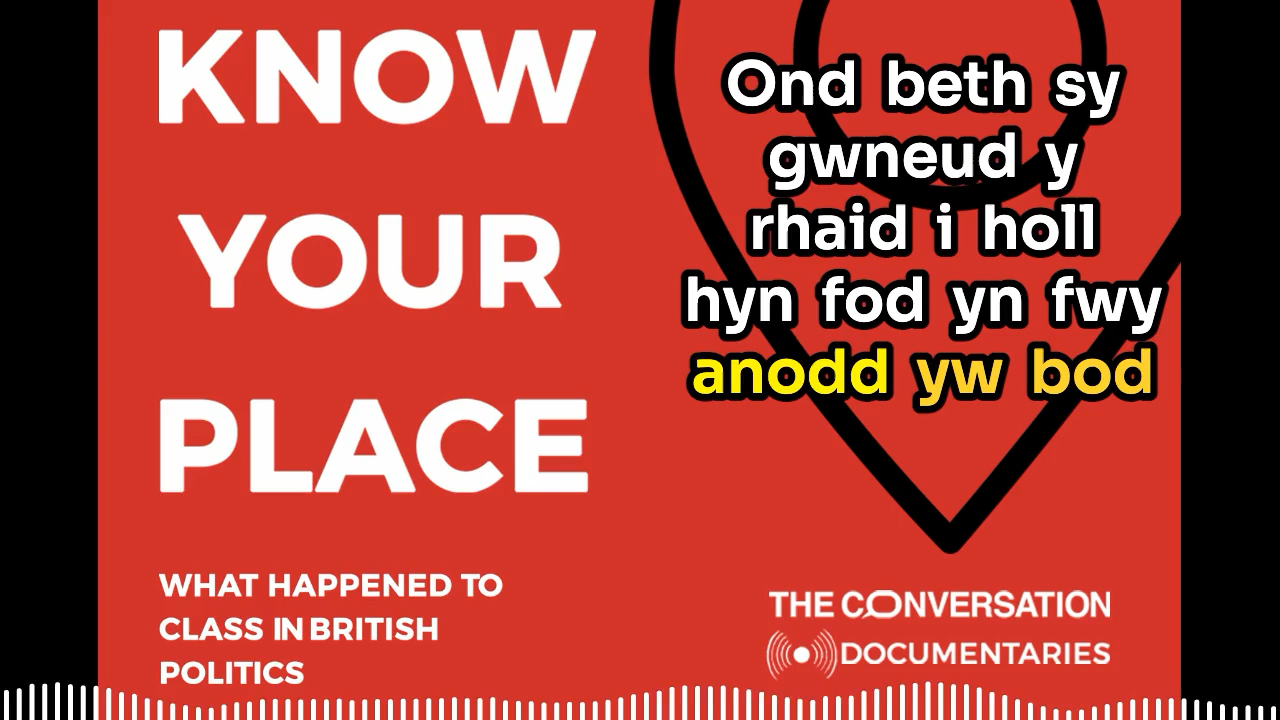 KNOW
YOUR
PLACE
WHAT HAPPENED TO
CLASS IN BRITISH
POLITICS
Ond beth sy
gwneud y
rhaid i holl
hyn fod yn fwy
anodd yw bod
THE CONVERSATION
DOCUMENTARIES